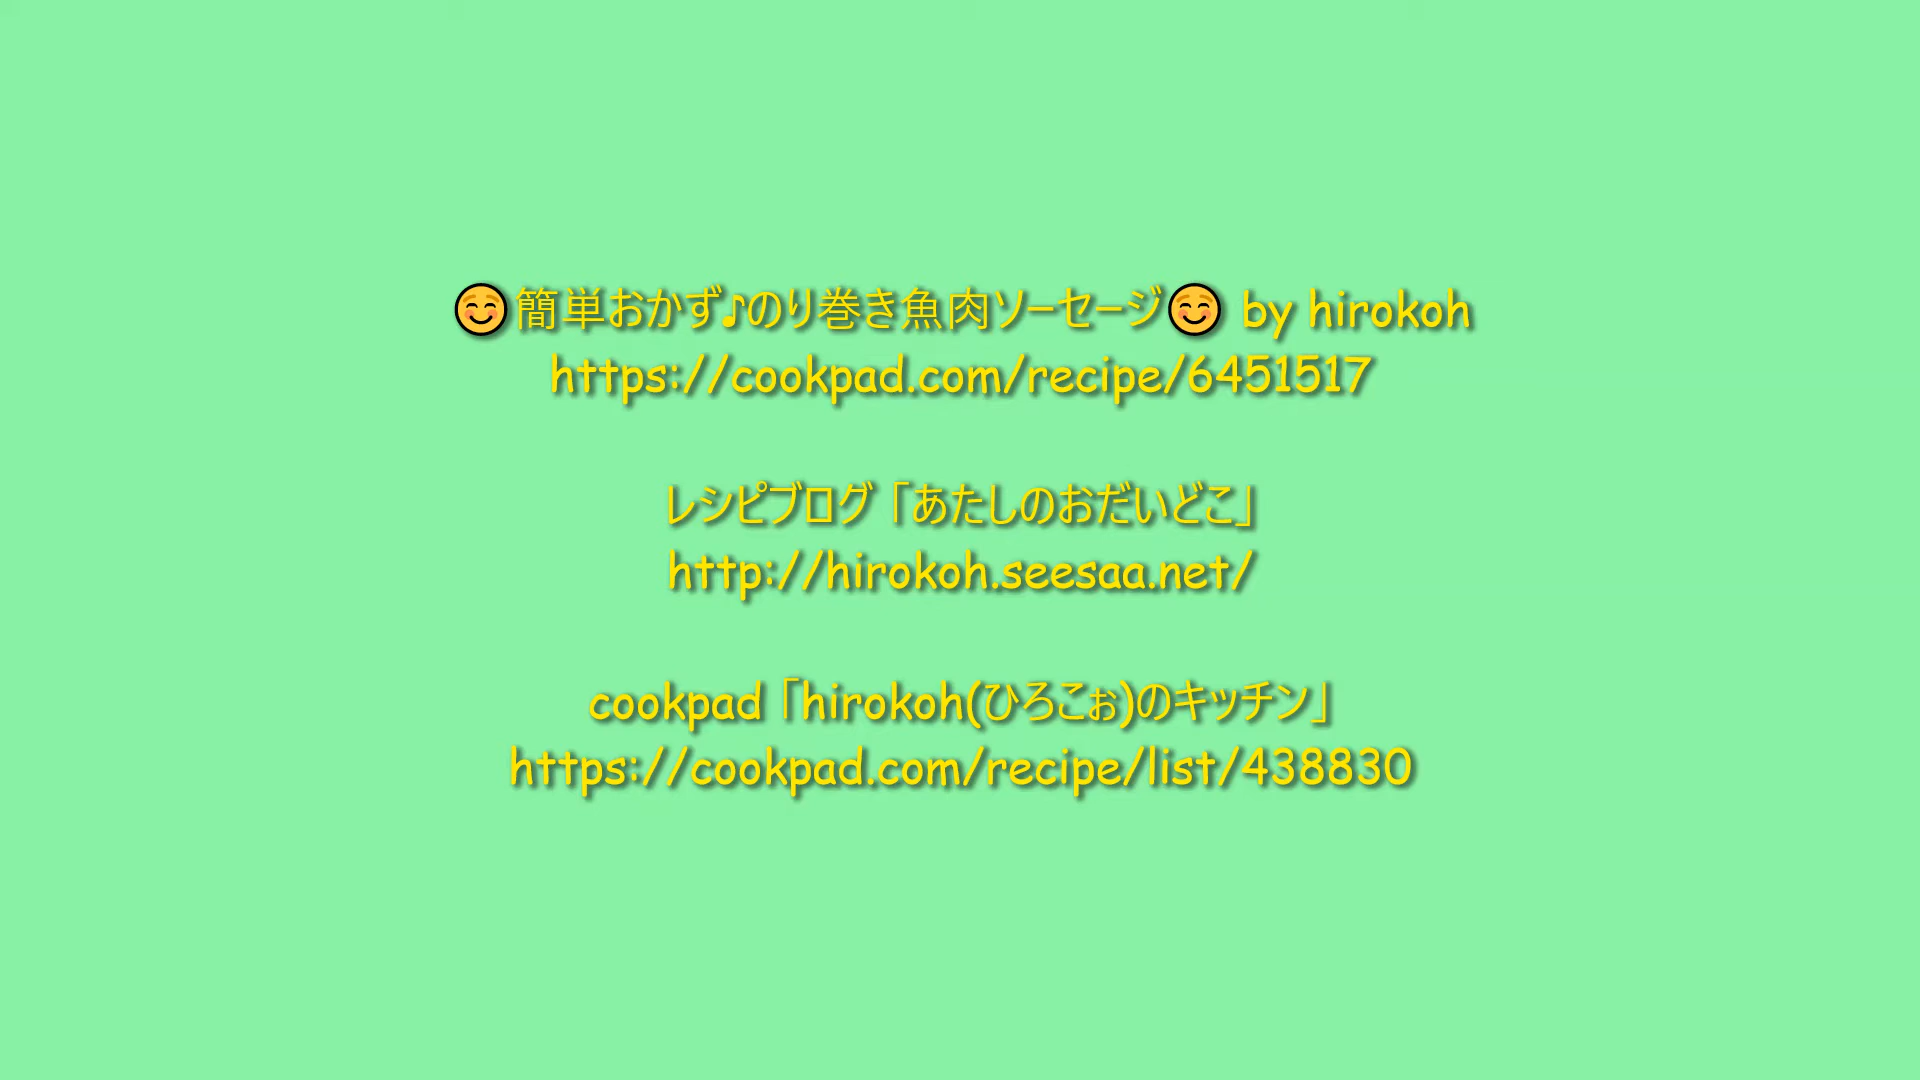 😊簡単おかず♪のり巻き魚肉ソーセージ😊 by hirokoh
https://cookpad.com/recipe/6451517
レシピブログ「あたしのおだいどこ」
http://hirokoh.seesaa.net/
cookpad「hirokoh(ひろこぉ)のキッチン」
https://cookpad.com/recipe/list/438830